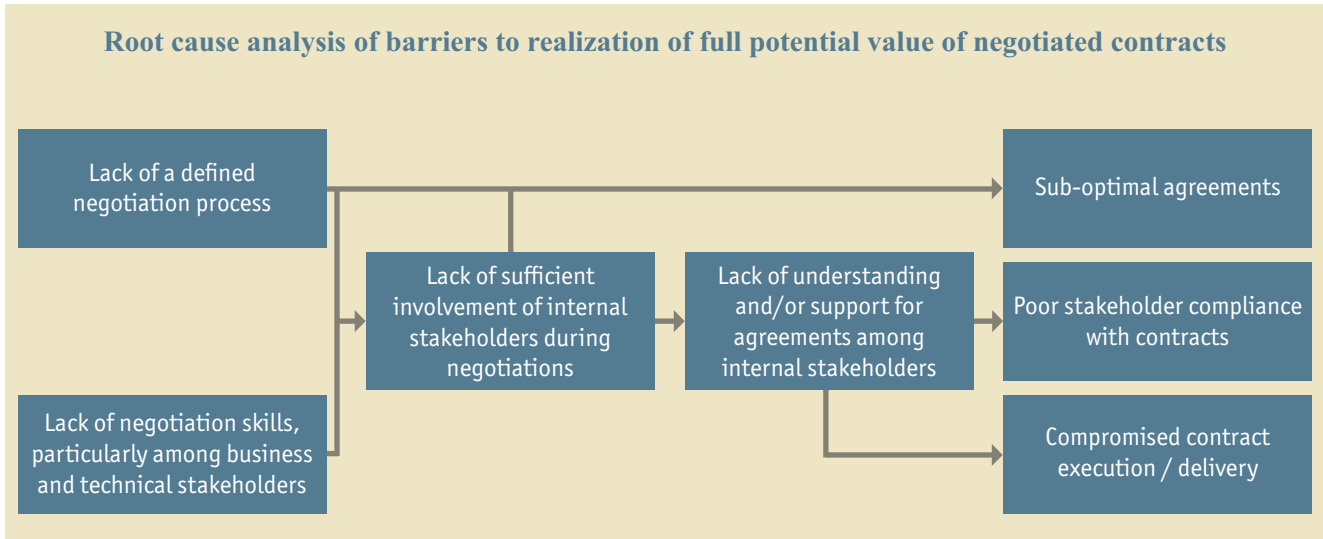 Root cause analysis of barriers to realization of full potential value of negotiated contracts
Lack of a defined
negotiation process
Sub-optimal agreements
Lack of sufficient
involvement of internal
stakeholders during
negotiations
Lack of understanding
and/or support for
agreements among
internal stakeholders
Poor stakeholder compliance
with contracts
Lack of negotiation skills,
particularly among business
and technical stakeholders
Compromised contract
execution / delivery